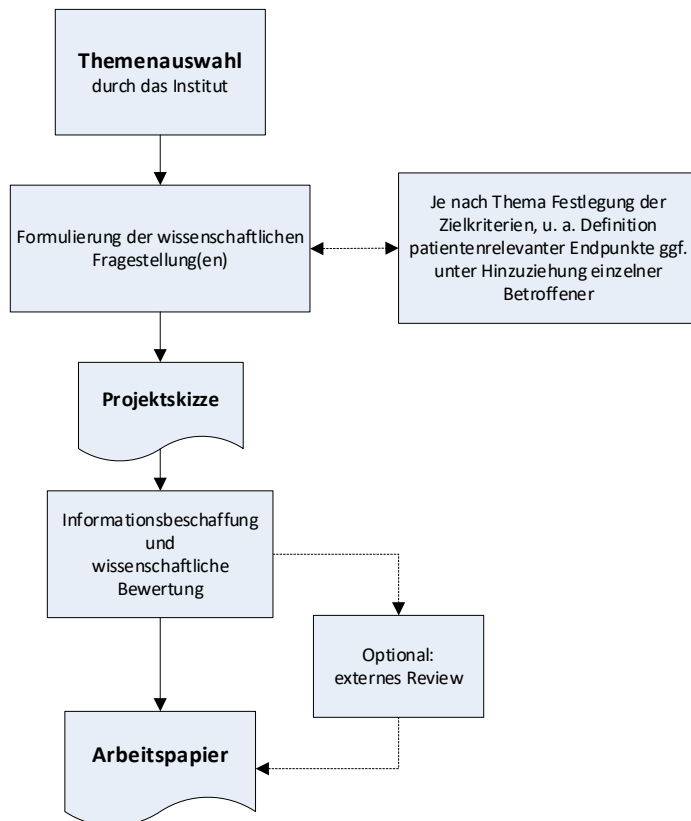 Themenauswahl
durch das Institut
Formulierung der wissenschaftlichen
Fragestellung(en)
Je nach Thema Festlegung der
Zielkriterien, u. a. Definition
patientenrelevanter Endpunkte ggf.
unter Hinzuziehung einzelner
Betroffener
Projektskizze
Informationsbeschaffung
und
wissenschaftliche
Bewertung
Optional:
externes Review
Arbeitspapier